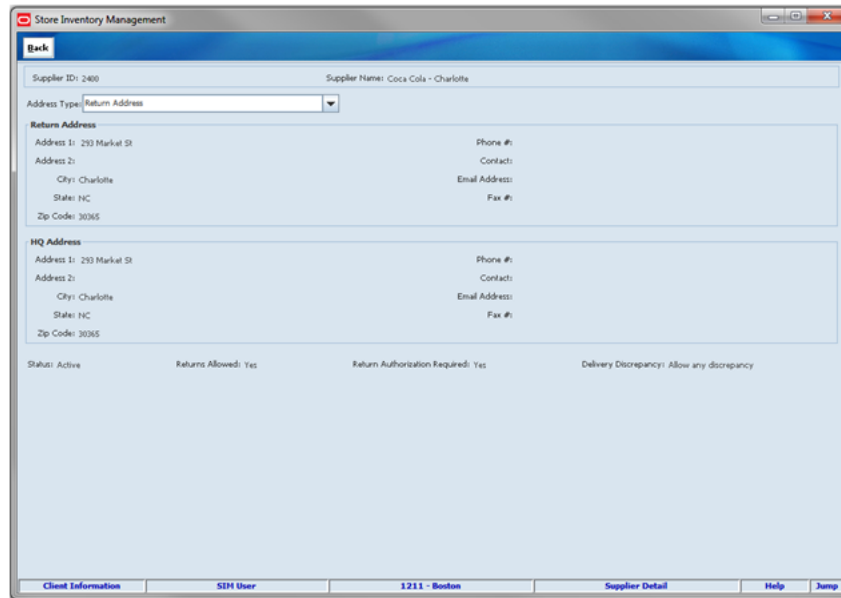 Store Inventory Management
Back
Supplier ID: 2400 Supplier Name: Coca Cola - Charlotte
Address Type: Return Address
Return Address
Address 1: 293 Market St Phone #:
Address 2: Contact:
City: Charlotte Email Address:
State: NC Fax #:
Zip Code: 30365
HQ Address
Address 1: 293 Market St Phone #:
Address 2: Contact:
City: Charlotte Email Address:
State: NC Fax #:
Zip Code: 30365
Status: Active Returns Allowed: Yes Return Authorization Required: Yes Delivery Discrepancy: Allow any discrepancy
Client Information SIM User 1211 - Boston Supplier Detail Help Jump